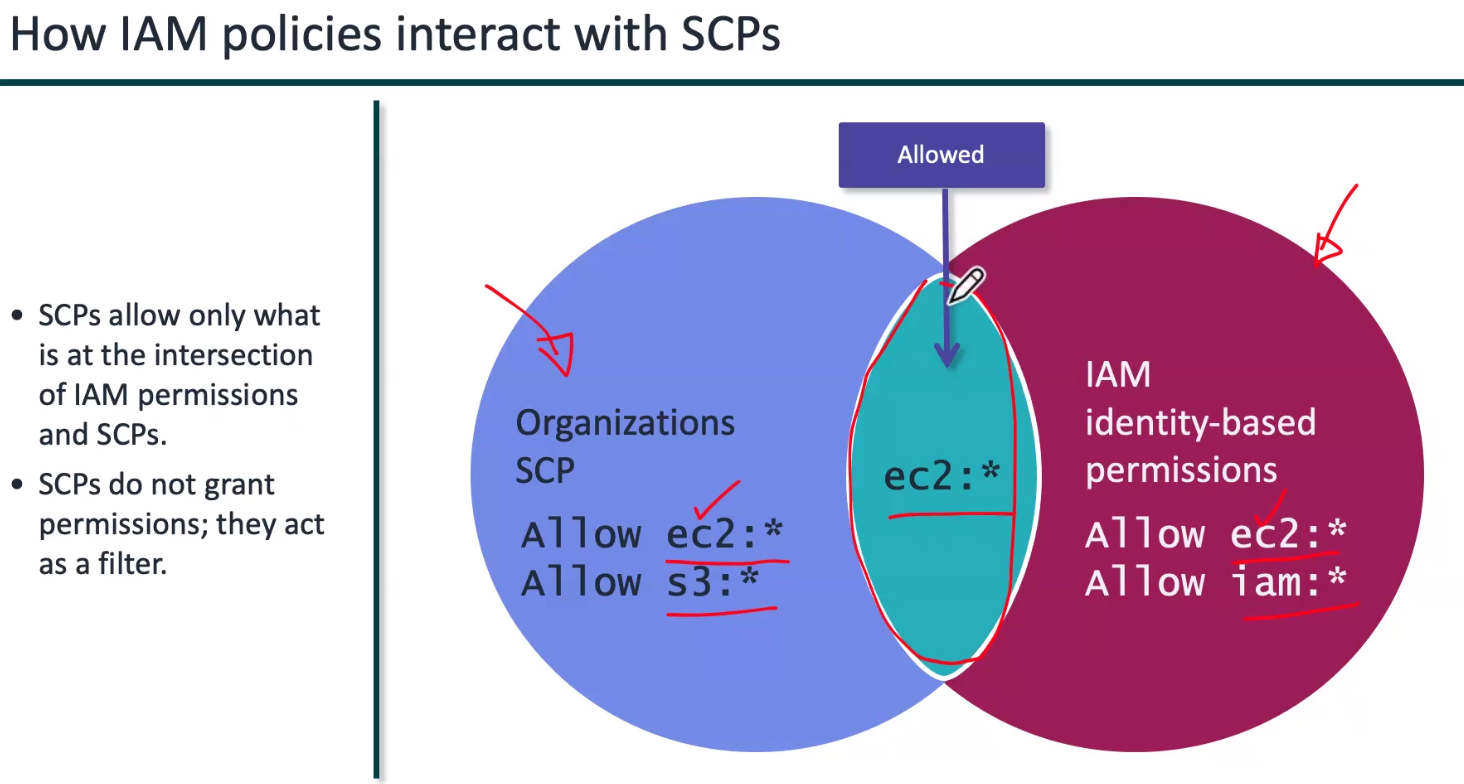 How IAM policies interact with SCPs
• SCPs allow only what
is at the intersection
of IAM permissions
and SCPs.
• SCPs do not grant
permissions; they act
as a filter.
Allowed
Organizations
SCP
Allow ec2:*
Allow s3:*
ec2:*
IAM
identity-based
permissions
Allow ec2:*
Allow iam:*